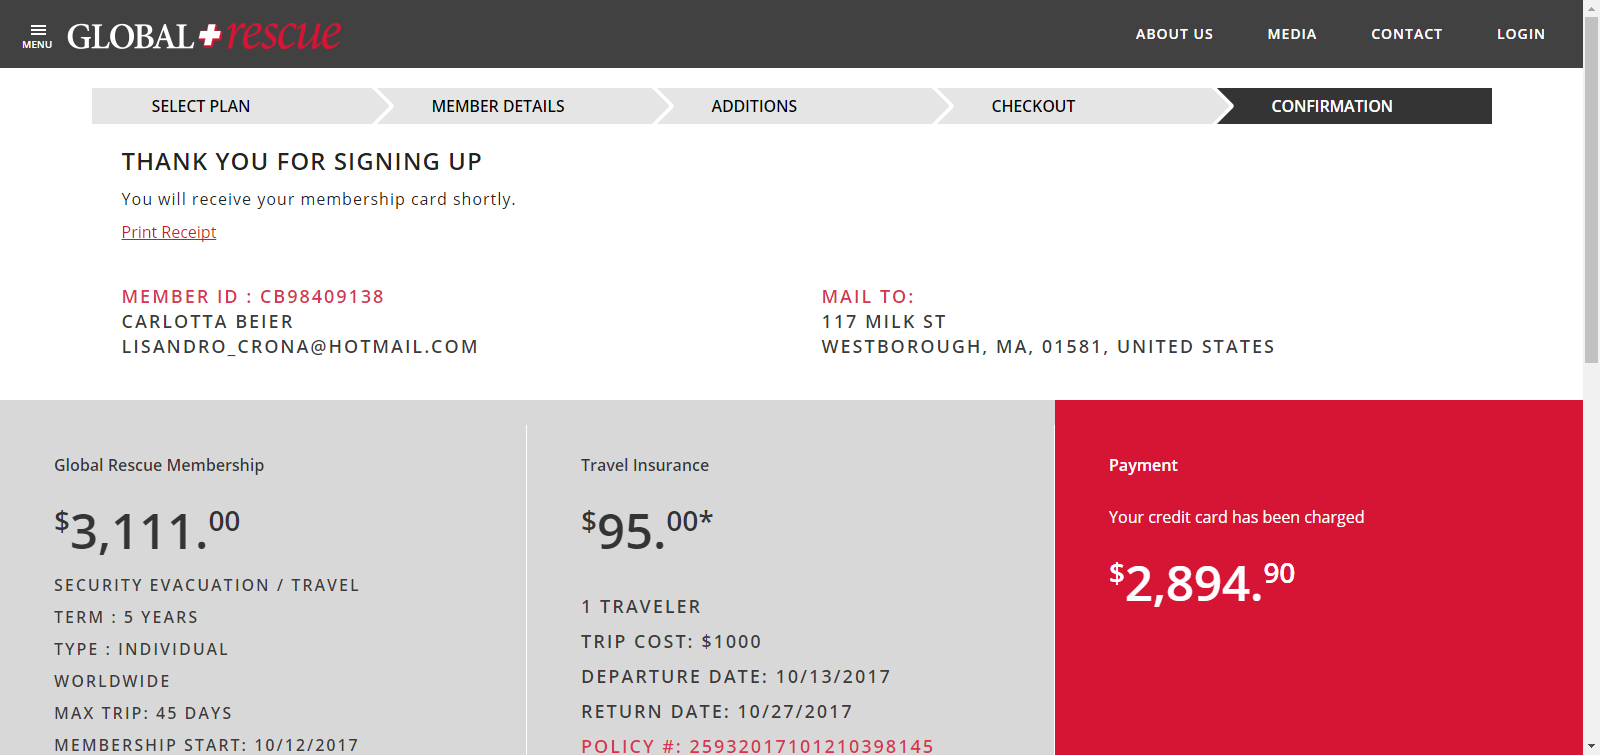 MENU
GLOBAL rescue
ABOUT US
MEDIA
CONTACT
LOGIN
SELECT PLAN
MEMBER DETAILS
ADDITIONS
CHECKOUT
CONFIRMATION
THANK YOU FOR SIGNING UP
You will receive your membership card shortly.
Print Receipt
MEMBER ID : CB98409138
CARLOTTA BEIER
LISANDRO_CRONA@HOTMAIL.COM
MAIL TO:
117 MILK ST
WESTBOROUGH, MA, 01581, UNITED STATES
Global Rescue Membership
$3,111.00
SECURITY EVACUATION / TRAVEL
TERM : 5 YEARS
TYPE : INDIVIDUAL
WORLDWIDE
MAX TRIP: 45 DAYS
MEMBERSHIP START: 10/12/2017
Travel Insurance
$95.00*
1 TRAVELER
TRIP COST: $1000
DEPARTURE DATE: 10/13/2017
RETURN DATE: 10/27/2017
POLICY #: 25932017101210398145
Payment
Your credit card has been charged
$2,894.90